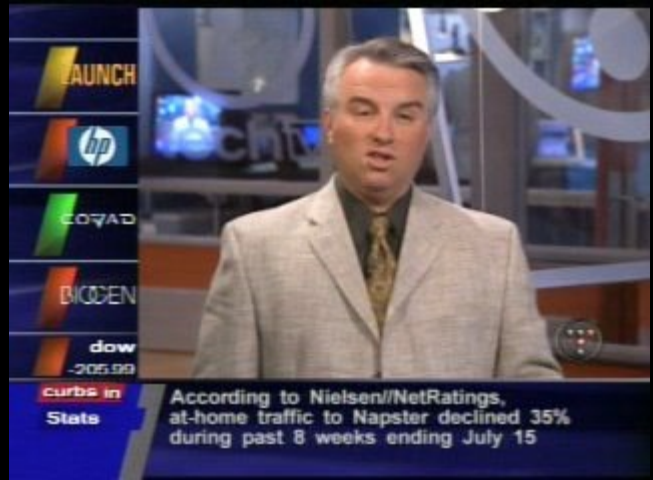 LAUNCH
hp
COVAD
BIOGEN
dow
-205.99
techtv
curbs in
Stats
According to Nielsen//NetRatings,
at-home traffic to Napster declined 35%
during past 8 weeks ending July 15